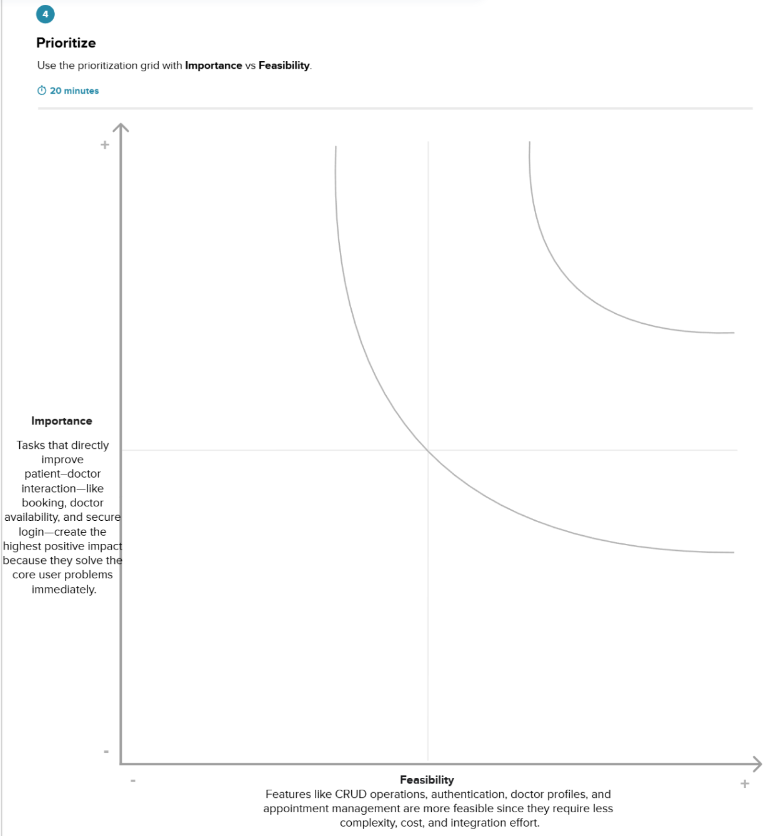 4
Prioritize
Use the prioritization grid with Importance vs Feasibility.
20 minutes
+
Importance
Tasks that directly
improve
patient–doctor
interaction—like
booking, doctor
availability, and secure
login—create the
highest positive impact
because they solve the
core user problems
immediately.
-
-
Feasibility
+
Features like CRUD operations, authentication, doctor profiles, and
appointment management are more feasible since they require less
complexity, cost, and integration effort.